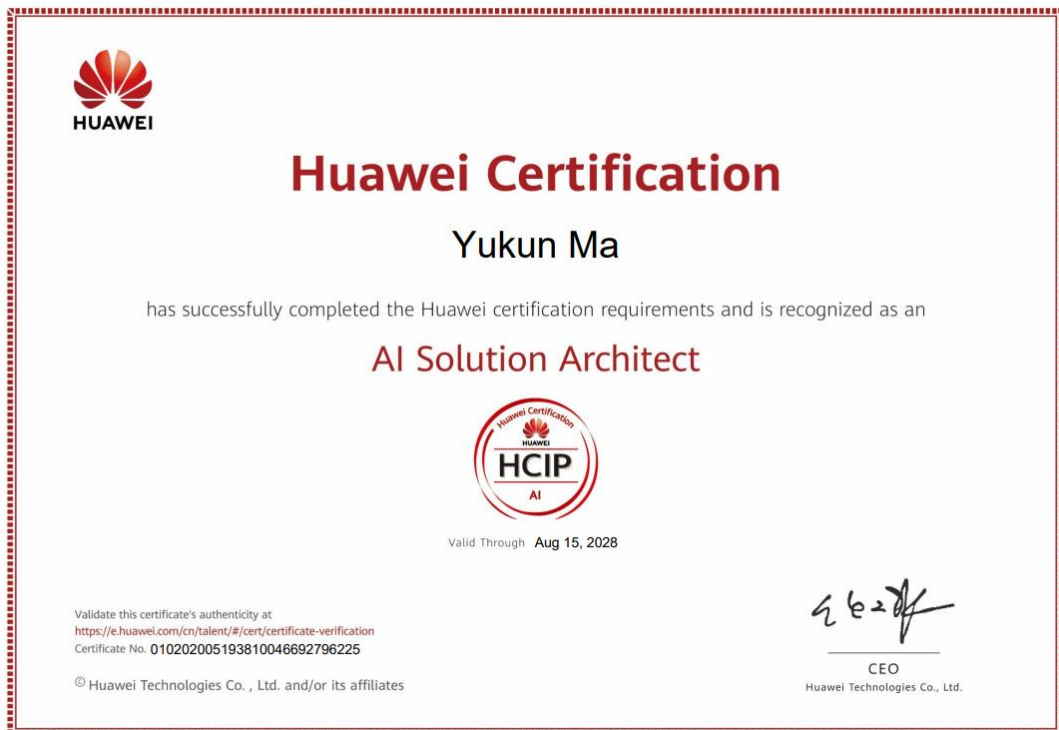 HUAWEI
Huawei Certification
Yukun Ma
has successfully completed the Huawei certification requirements and is recognized as an
AI Solution Architect
Huawei Certification
HUAWEI
HCIP
AI
Valid Through Aug 15, 2028
Validate this certificate's authenticity at
https://e.huawei.com/cn/talent/#/cert/certificate-verification
Certificate No. 010202005193810046692796225
© Huawei Technologies Co. , Ltd. and/or its affiliates
CEO
Huawei Technologies Co., Ltd.